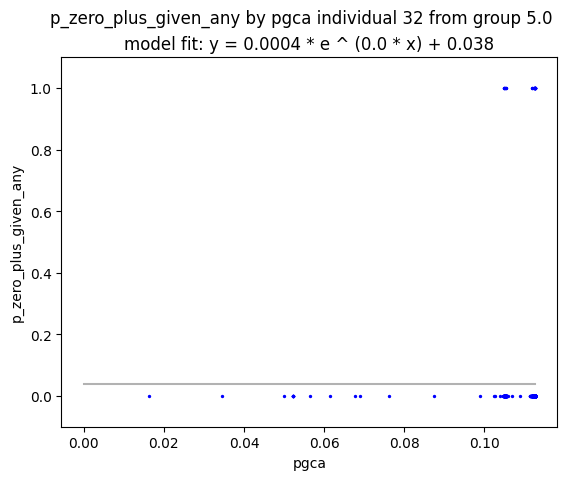 p_zero_plus_given_any by pgca individual 32 from group 5.0
model fit: y = 0.0004 * e ^ (0.0 * x) + 0.038
1.0
0.8
0.6
0.4
0.2
0.0
p_zero_plus_given_any
0.00 0.02 0.04 0.06 0.08 0.10
pgca